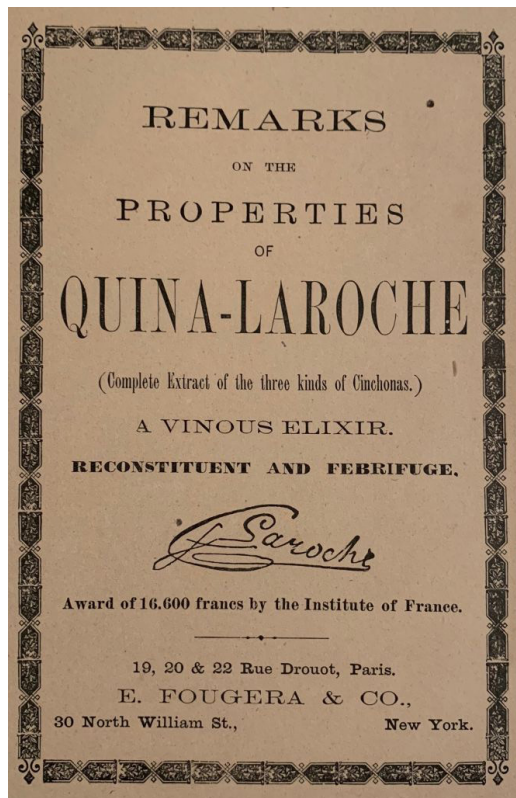 REMARKS
ON THE
PROPERTIES
OF
QUINA-LAROCHE
(Complete Extract of the three kinds of Cinchonas.)
A VINOUS ELIXIR.
RECONSTITUENT AND FEBRIFUGE.
Laroche
Award of 16.600 francs by the Institute of France.
19, 20 & 22 Rue Drouot, Paris.
E. FOUGERA & CO.,
30 North William St., New York.